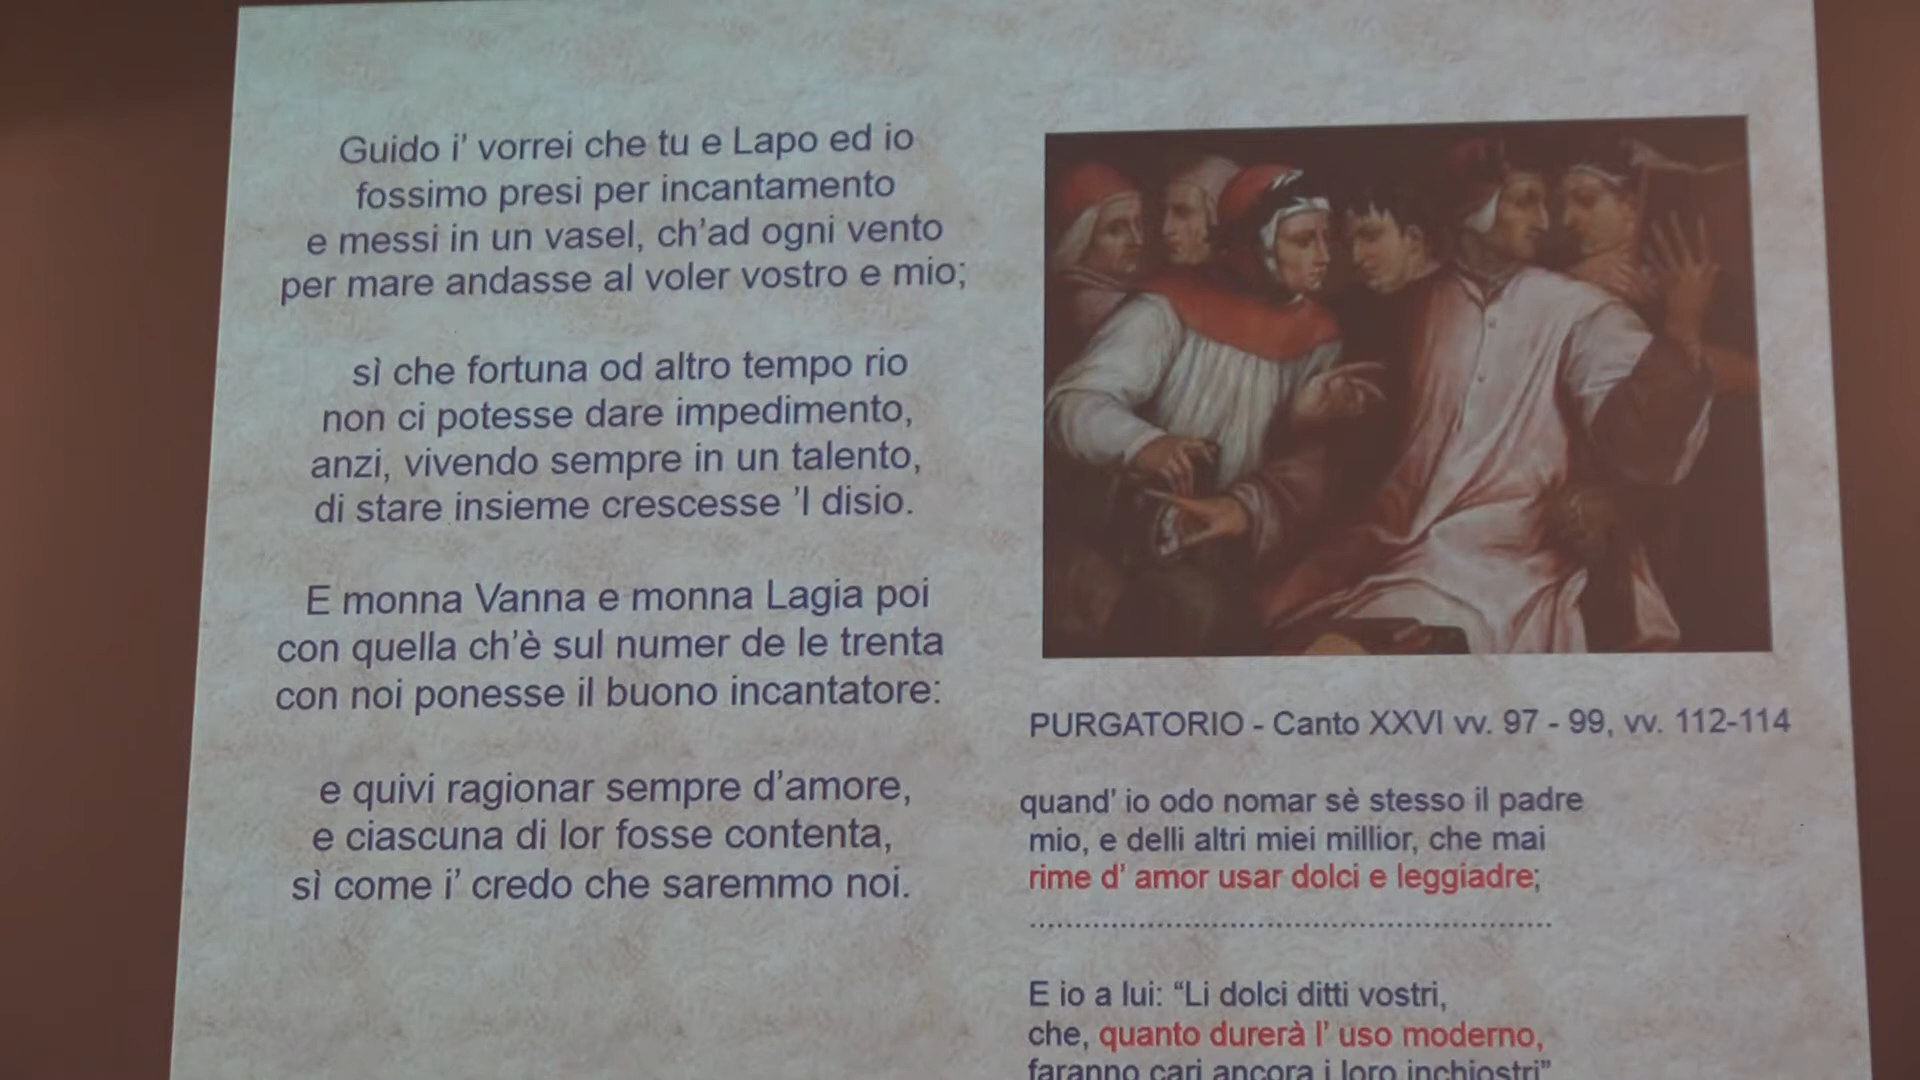 Guido i’ vorrei che tu e Lapo ed io
fossimo presi per incantamento
e messi in un vasel, ch’ad ogni vento
per mare andasse al voler vostro e mio;
sì che fortuna od altro tempo rio
non ci potesse dare impedimento,
anzi, vivendo sempre in un talento,
di stare insieme crescesse ’l disio.
E monna Vanna e monna Lagia poi
con quella ch’è sul numer de le trenta
con noi ponesse il buono incantatore:
e quivi ragionar sempre d’amore,
e ciascuna di lor fosse contenta,
sì come i’ credo che saremmo noi.
PURGATORIO - Canto XXVI vv. 97 - 99, vv. 112-114
quand’ io odo nomar sè stesso il padre
mio, e delli altri miei millior, che mai
rime d’ amor usar dolci e leggiadre;
........................................................
E io a lui: “Li dolci ditti vostri,
che, quanto durerà l’ uso moderno,
faranno cari ancora i loro inchiostri”